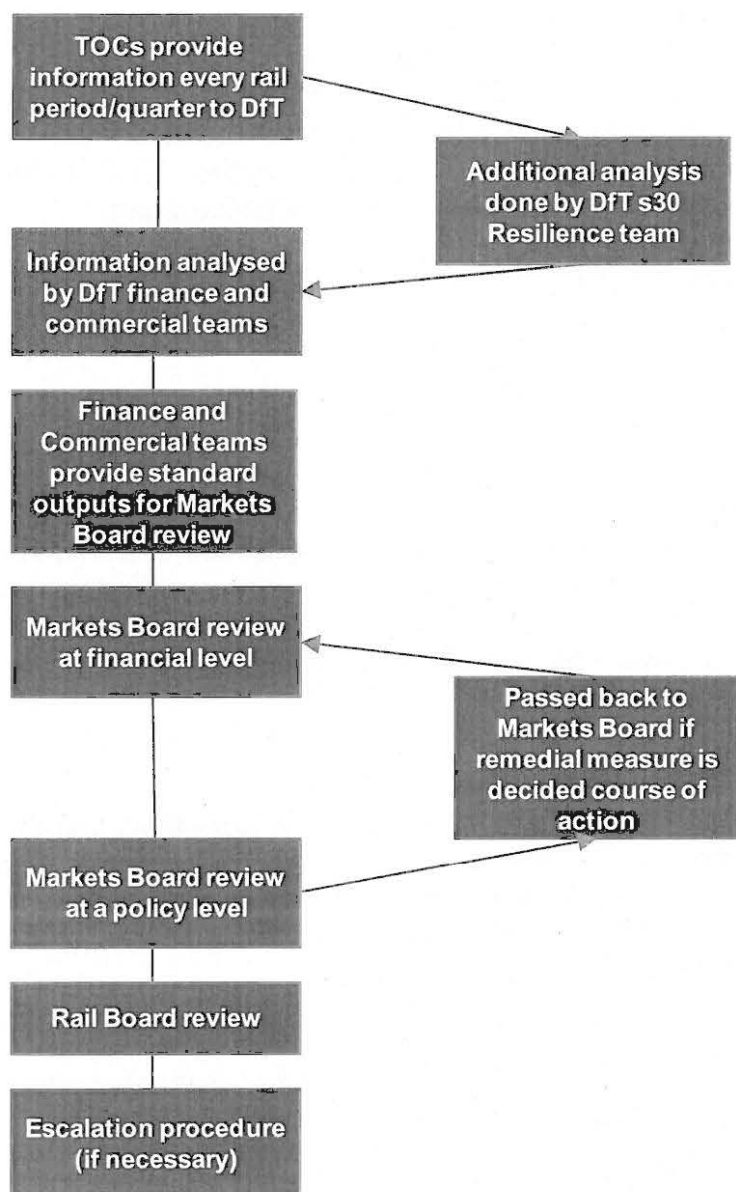 TOCs provide
information every rail
period/quarter to DfT
Additional analysis
done by DfT s30
Resilience team
Information analysed
by DfT finance and
commercial teams
Finance and
Commercial teams
provide standard
outputs for Markets
Board review
Markets Board review
at financial level
Passed back to
Markets Board if
remedial measure is
decided course of
action
Markets Board review
at a policy level
Rail Board review
Escalation procedure
(if necessary)